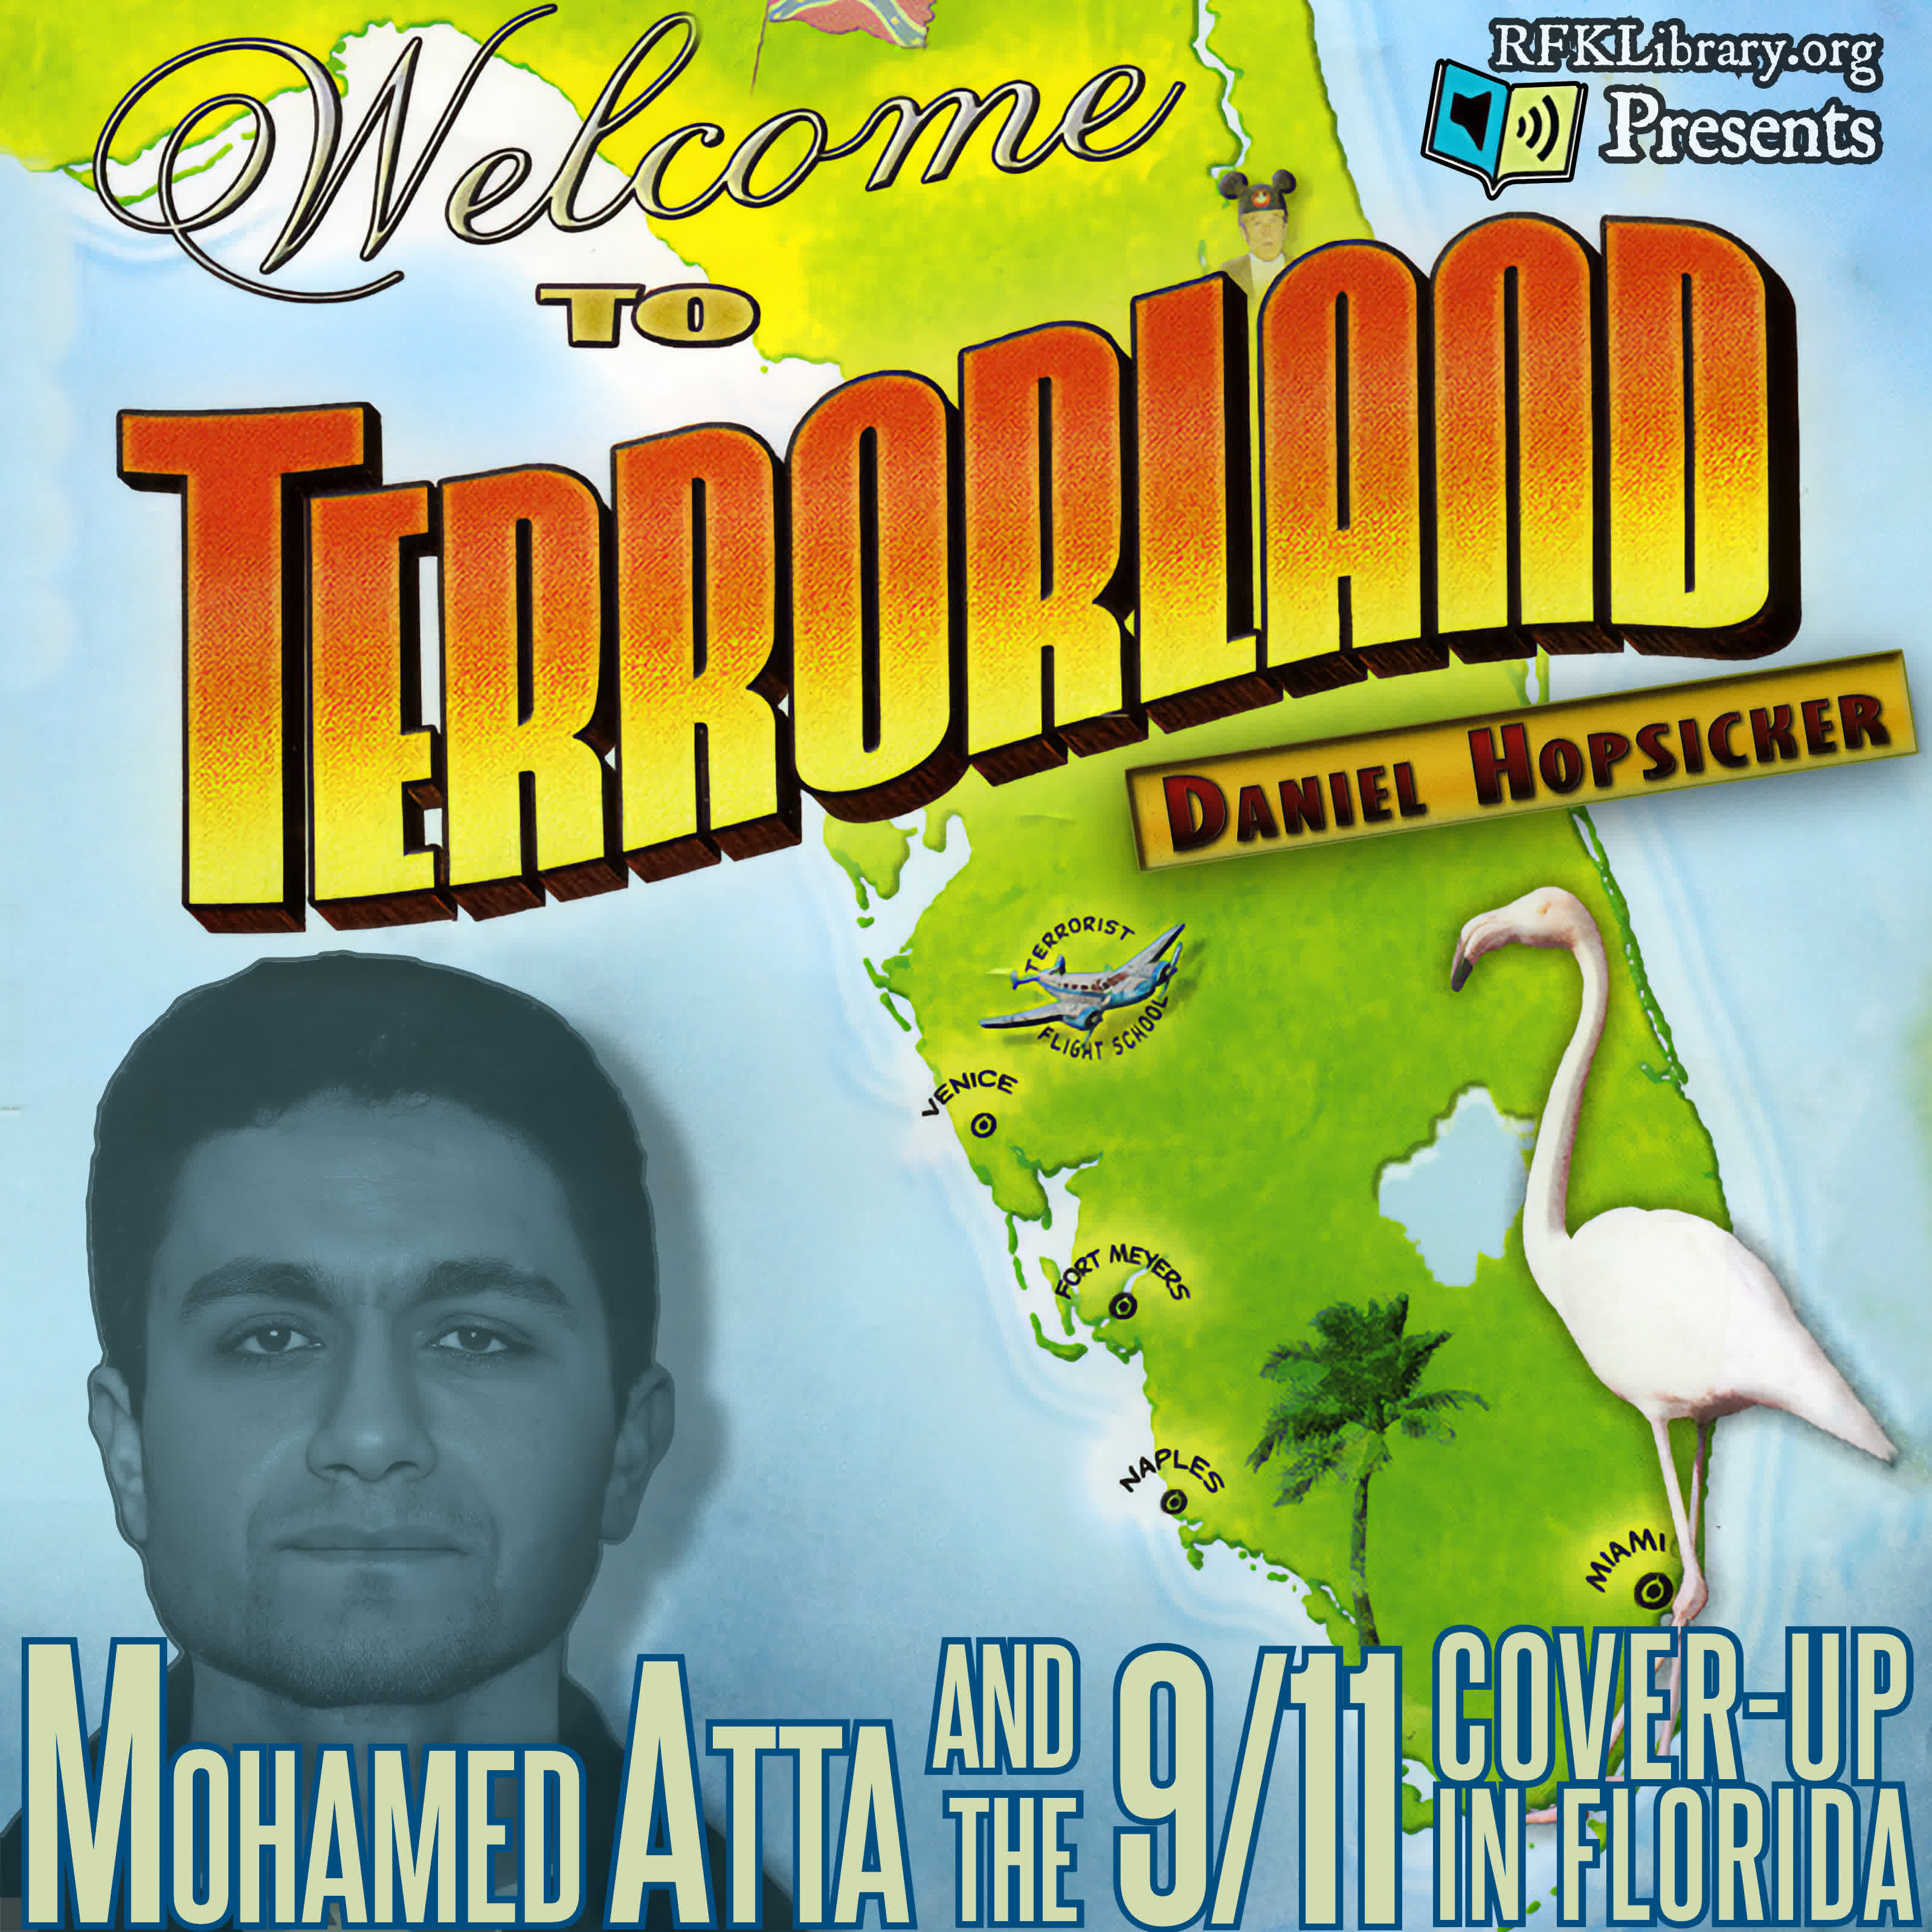 Welcome
TO
TERRORLAND
RFKLibrary.org
Presents
DANIEL HOPSICKER
TERRORIST
FLIGHT SCHOOL
VENICE
FORT MEYERS
NAPLES
MIAMI
MOHAMED ATTA AND THE 9/11 COVER-UP IN FLORIDA